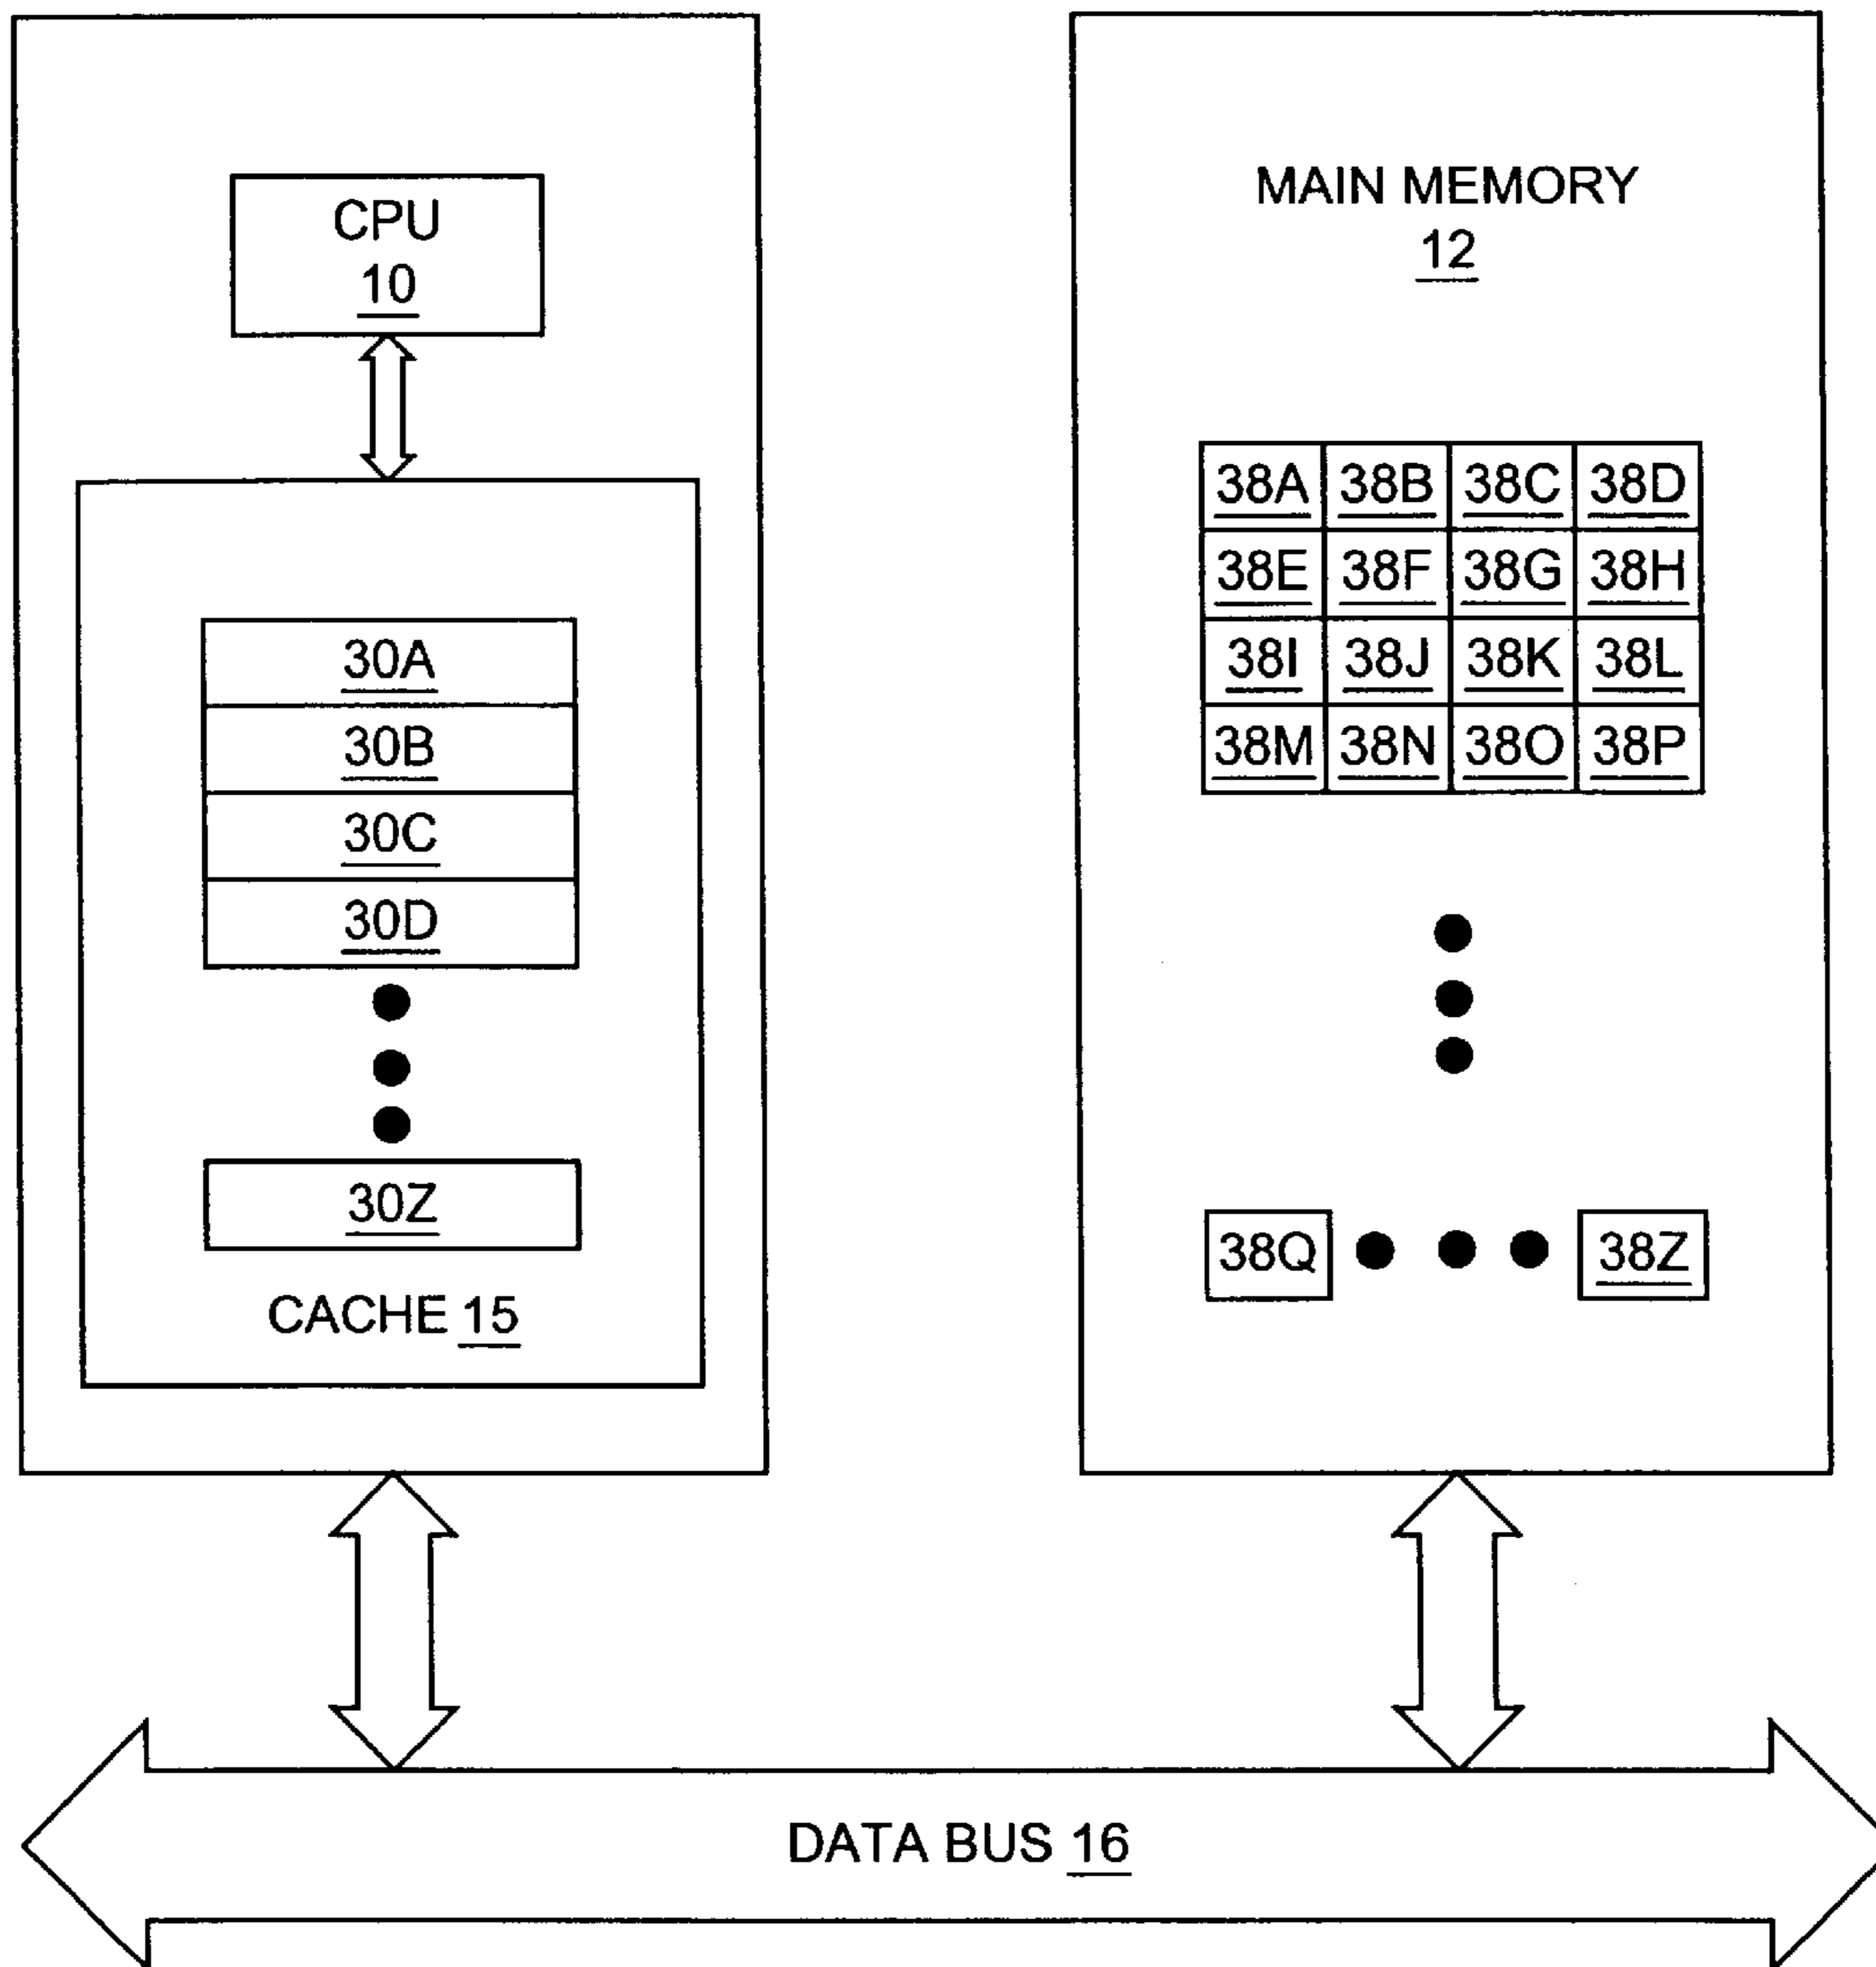 CPU
10
30A
30B
30C
30D
30Z
CACHE 15
MAIN MEMORY
12
38A 38B 38C 38D
38E 38F 38G 38H
38I 38J 38K 38L
38M 38N 38O 38P
38Q 38Z
DATA BUS 16